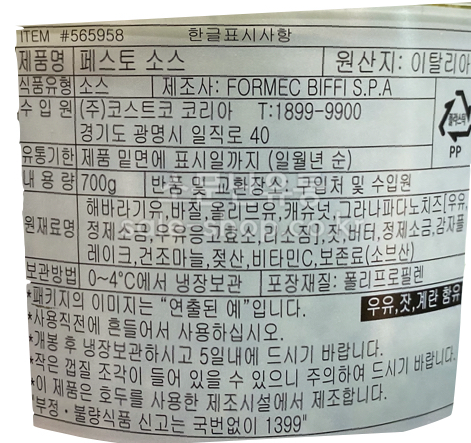 ITEM #565958 한글표시사항
제품명 페스토 소스 원산지: 이탈리아
식품유형 소스 제조사: FORMEC BIFFI S.P.A
수 입 원 (주)코스트코 코리아 T:1899-9900
경기도 광명시 일직로 40
플라스틱
PP
유통기한 제품 밑면에 표시일까지 (일월년 순)
내 용 량 700g 반품 및 교환장소: 구입처 및 수입원
원재료명 해바라기유,바질,올리브유,캐슈넛,그라나파다노치즈[우유,
정제소금,우유응고효소,리소짐],잣,버터,정제소금,감자플
레이크,건조마늘,젖산,비타민C,보존료(소브산)
보관방법 0~4°C에서 냉장보관 포장재질: 폴리프로필렌
*패키지의 이미지는 "연출된 예"입니다. 우유,잣,계란 함유
*사용직전에 흔들어서 사용하십시오.
*개봉 후 냉장보관하시고 5일내에 드시기 바랍니다.
*작은 껍질 조각이 들어 있을 수 있으니 주의하여 드시기 바랍니다.
*이 제품은 호두를 사용한 제조시설에서 제조합니다.
*부정·불량식품 신고는 국번없이 1399"